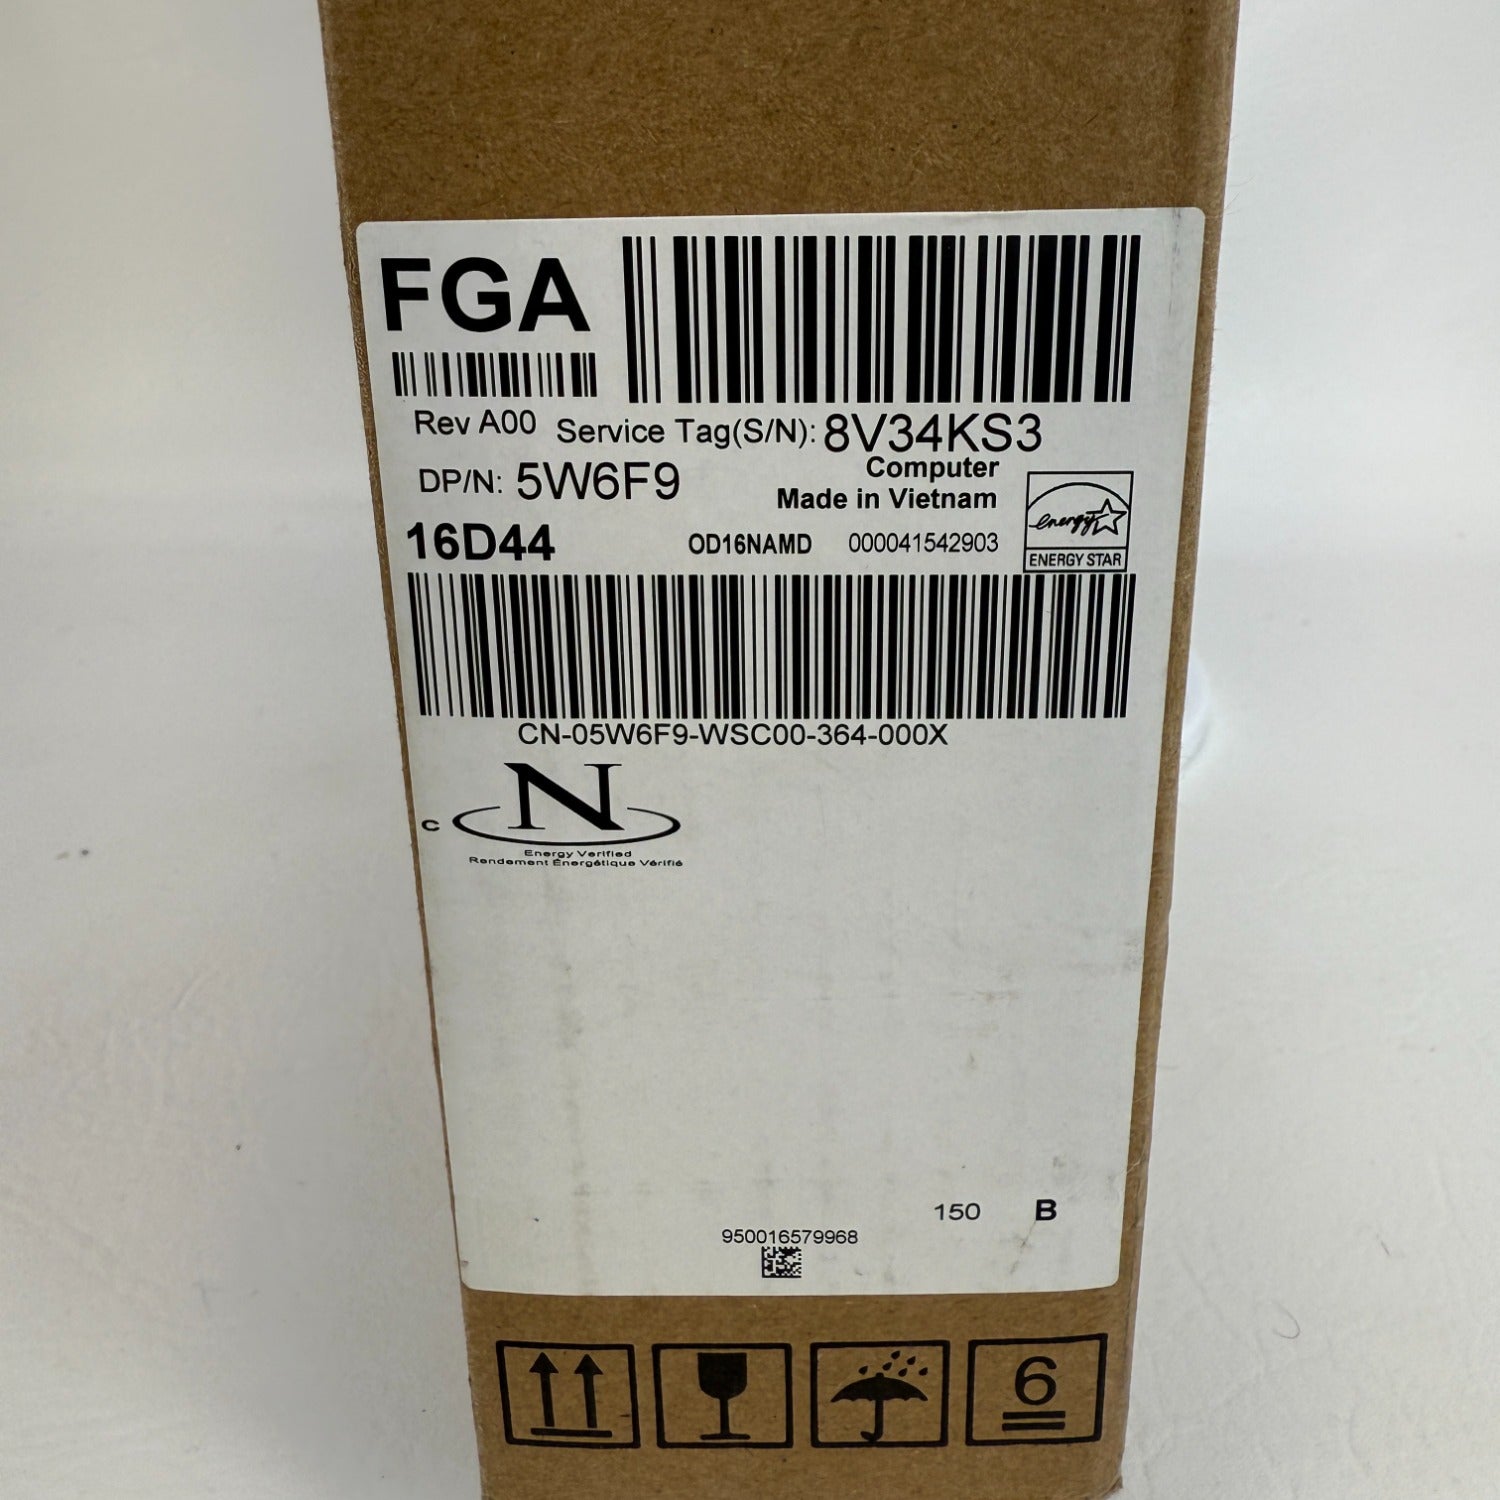 FGA
Rev A00 Service Tag(S/N): 8V34KS3
DP/N: 5W6F9
Computer
Made in Vietnam
16D44 OD16NAMD 000041542903
energy
ENERGY STAR
CN-05W6F9-WSC00-364-000X
C N
Energy Verified
Rendement Énergétique Vérifié
150 B
950016579968
6